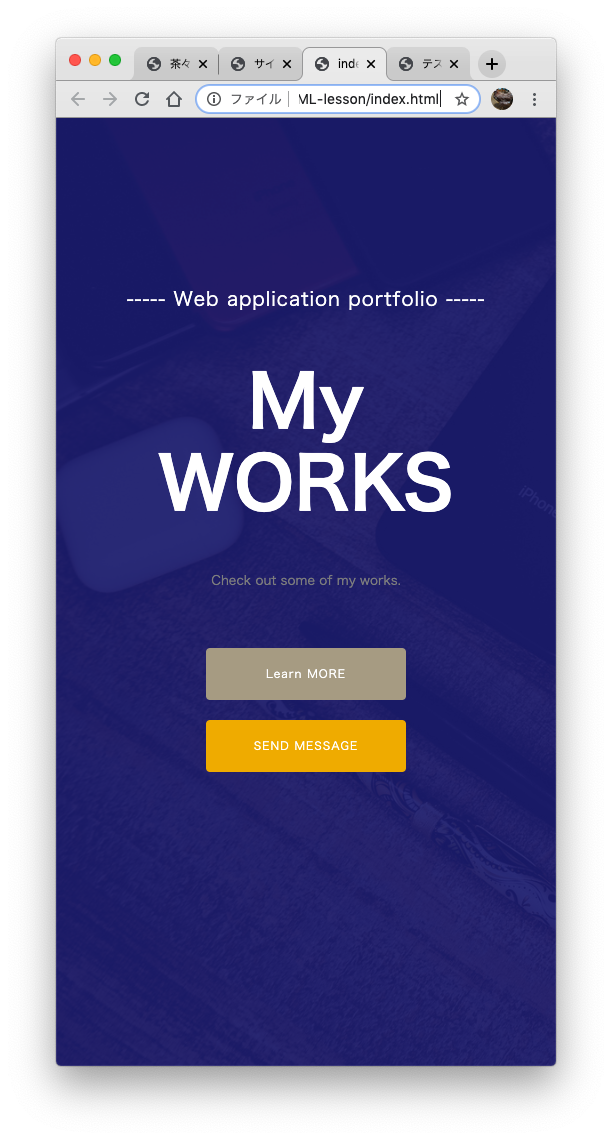 茶々
サイ
inde
テス
ファイル
ML-lesson/index.html
----- Web application portfolio -----
My
WORKS
iPhone
Check out some of my works.
Learn MORE
SEND MESSAGE